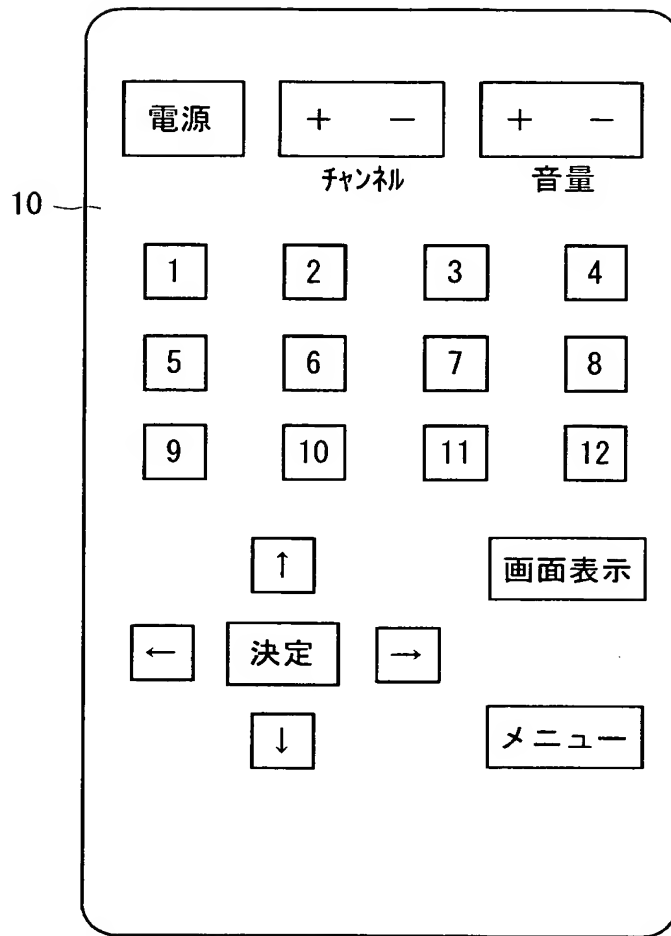 電源 + − + −
チャンネル 音量
10
1 2 3 4
5 6 7 8
9 10 11 12
↑ 画面表示
← 決定 →
↓ メニュー